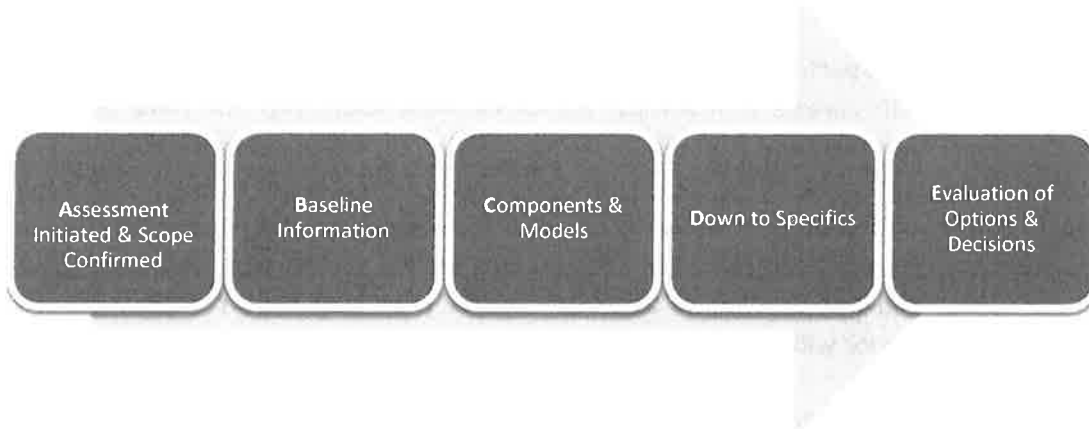 Assessment
Initiated & Scope
Confirmed
Baseline
Information
Components &
Models
Down to Specifics
Evaluation of
Options &
Decisions